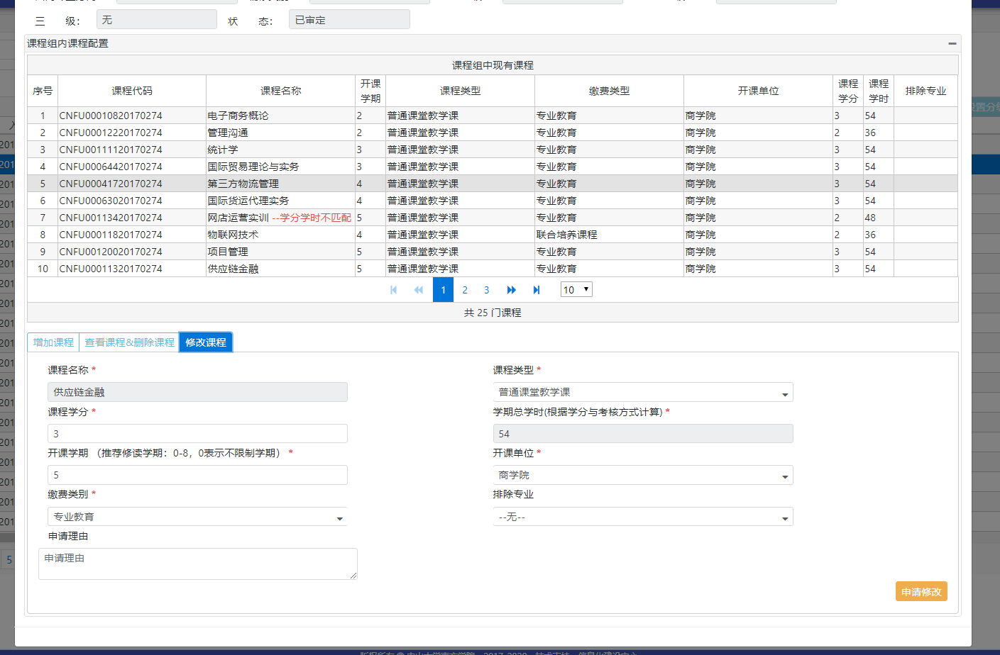 三 级： 无 状 态： 已审定
课程组内课程配置
课程组中现有课程
序号 课程代码 课程名称 开课学期 课程类型 缴费类型 开课单位 课程学分 课程学时 排除专业
1 CNFU00010820170274 电子商务概论 2 普通课堂教学课 专业教育 商学院 3 54
2 CNFU00012220170274 管理沟通 2 普通课堂教学课 专业教育 商学院 2 36
3 CNFU00111120170274 统计学 3 普通课堂教学课 专业教育 商学院 3 54
4 CNFU00064420170274 国际贸易理论与实务 3 普通课堂教学课 专业教育 商学院 3 54
5 CNFU00041720170274 第三方物流管理 4 普通课堂教学课 专业教育 商学院 3 54
6 CNFU00063020170274 国际货运代理实务 4 普通课堂教学课 专业教育 商学院 3 54
7 CNFU00113420170274 网店运营实训 --学分学时不匹配 5 普通课堂教学课 专业教育 商学院 2 48
8 CNFU00011820170274 物联网技术 4 普通课堂教学课 联合培养课程 商学院 2 36
9 CNFU00120020170274 项目管理 5 普通课堂教学课 专业教育 商学院 3 54
10 CNFU00011320170274 供应链金融 5 普通课堂教学课 专业教育 商学院 3 54
1 2 3 10
共 25 门课程
增加课程 查看课程&删除课程 修改课程
课程名称 * 课程类型 *
供应链金融 普通课堂教学课
课程学分 * 学期总学时(根据学分与考核方式计算) *
3 54
开课学期 （推荐修读学期：0-8，0表示不限制学期） * 开课单位 *
5 商学院
缴费类别 * 排除专业
专业教育 --无--
申请理由
申请理由
申请修改